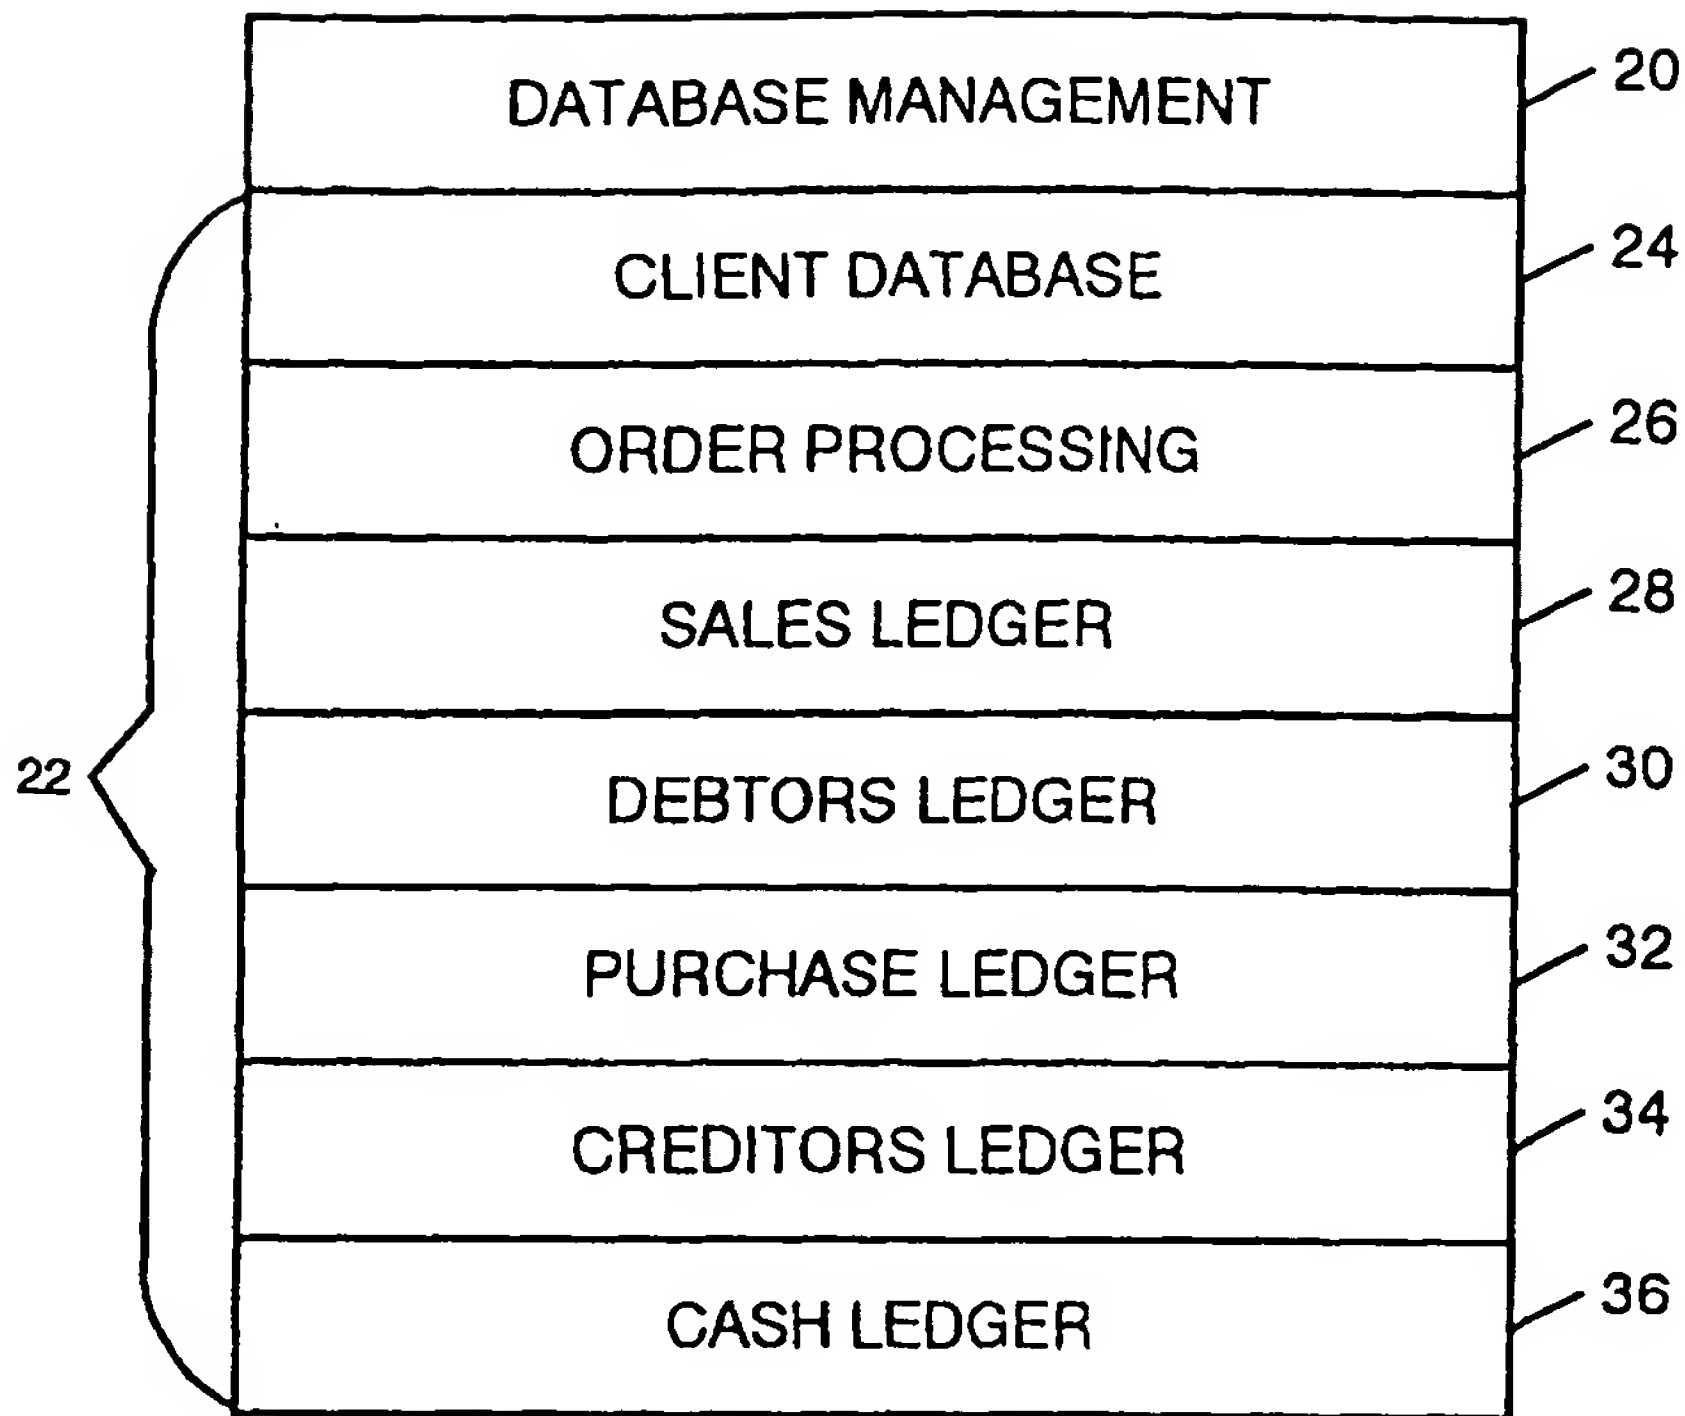 DATABASE MANAGEMENT 20
CLIENT DATABASE 24
ORDER PROCESSING 26
SALES LEDGER 28
22
DEBTORS LEDGER 30
PURCHASE LEDGER 32
CREDITORS LEDGER 34
CASH LEDGER 36